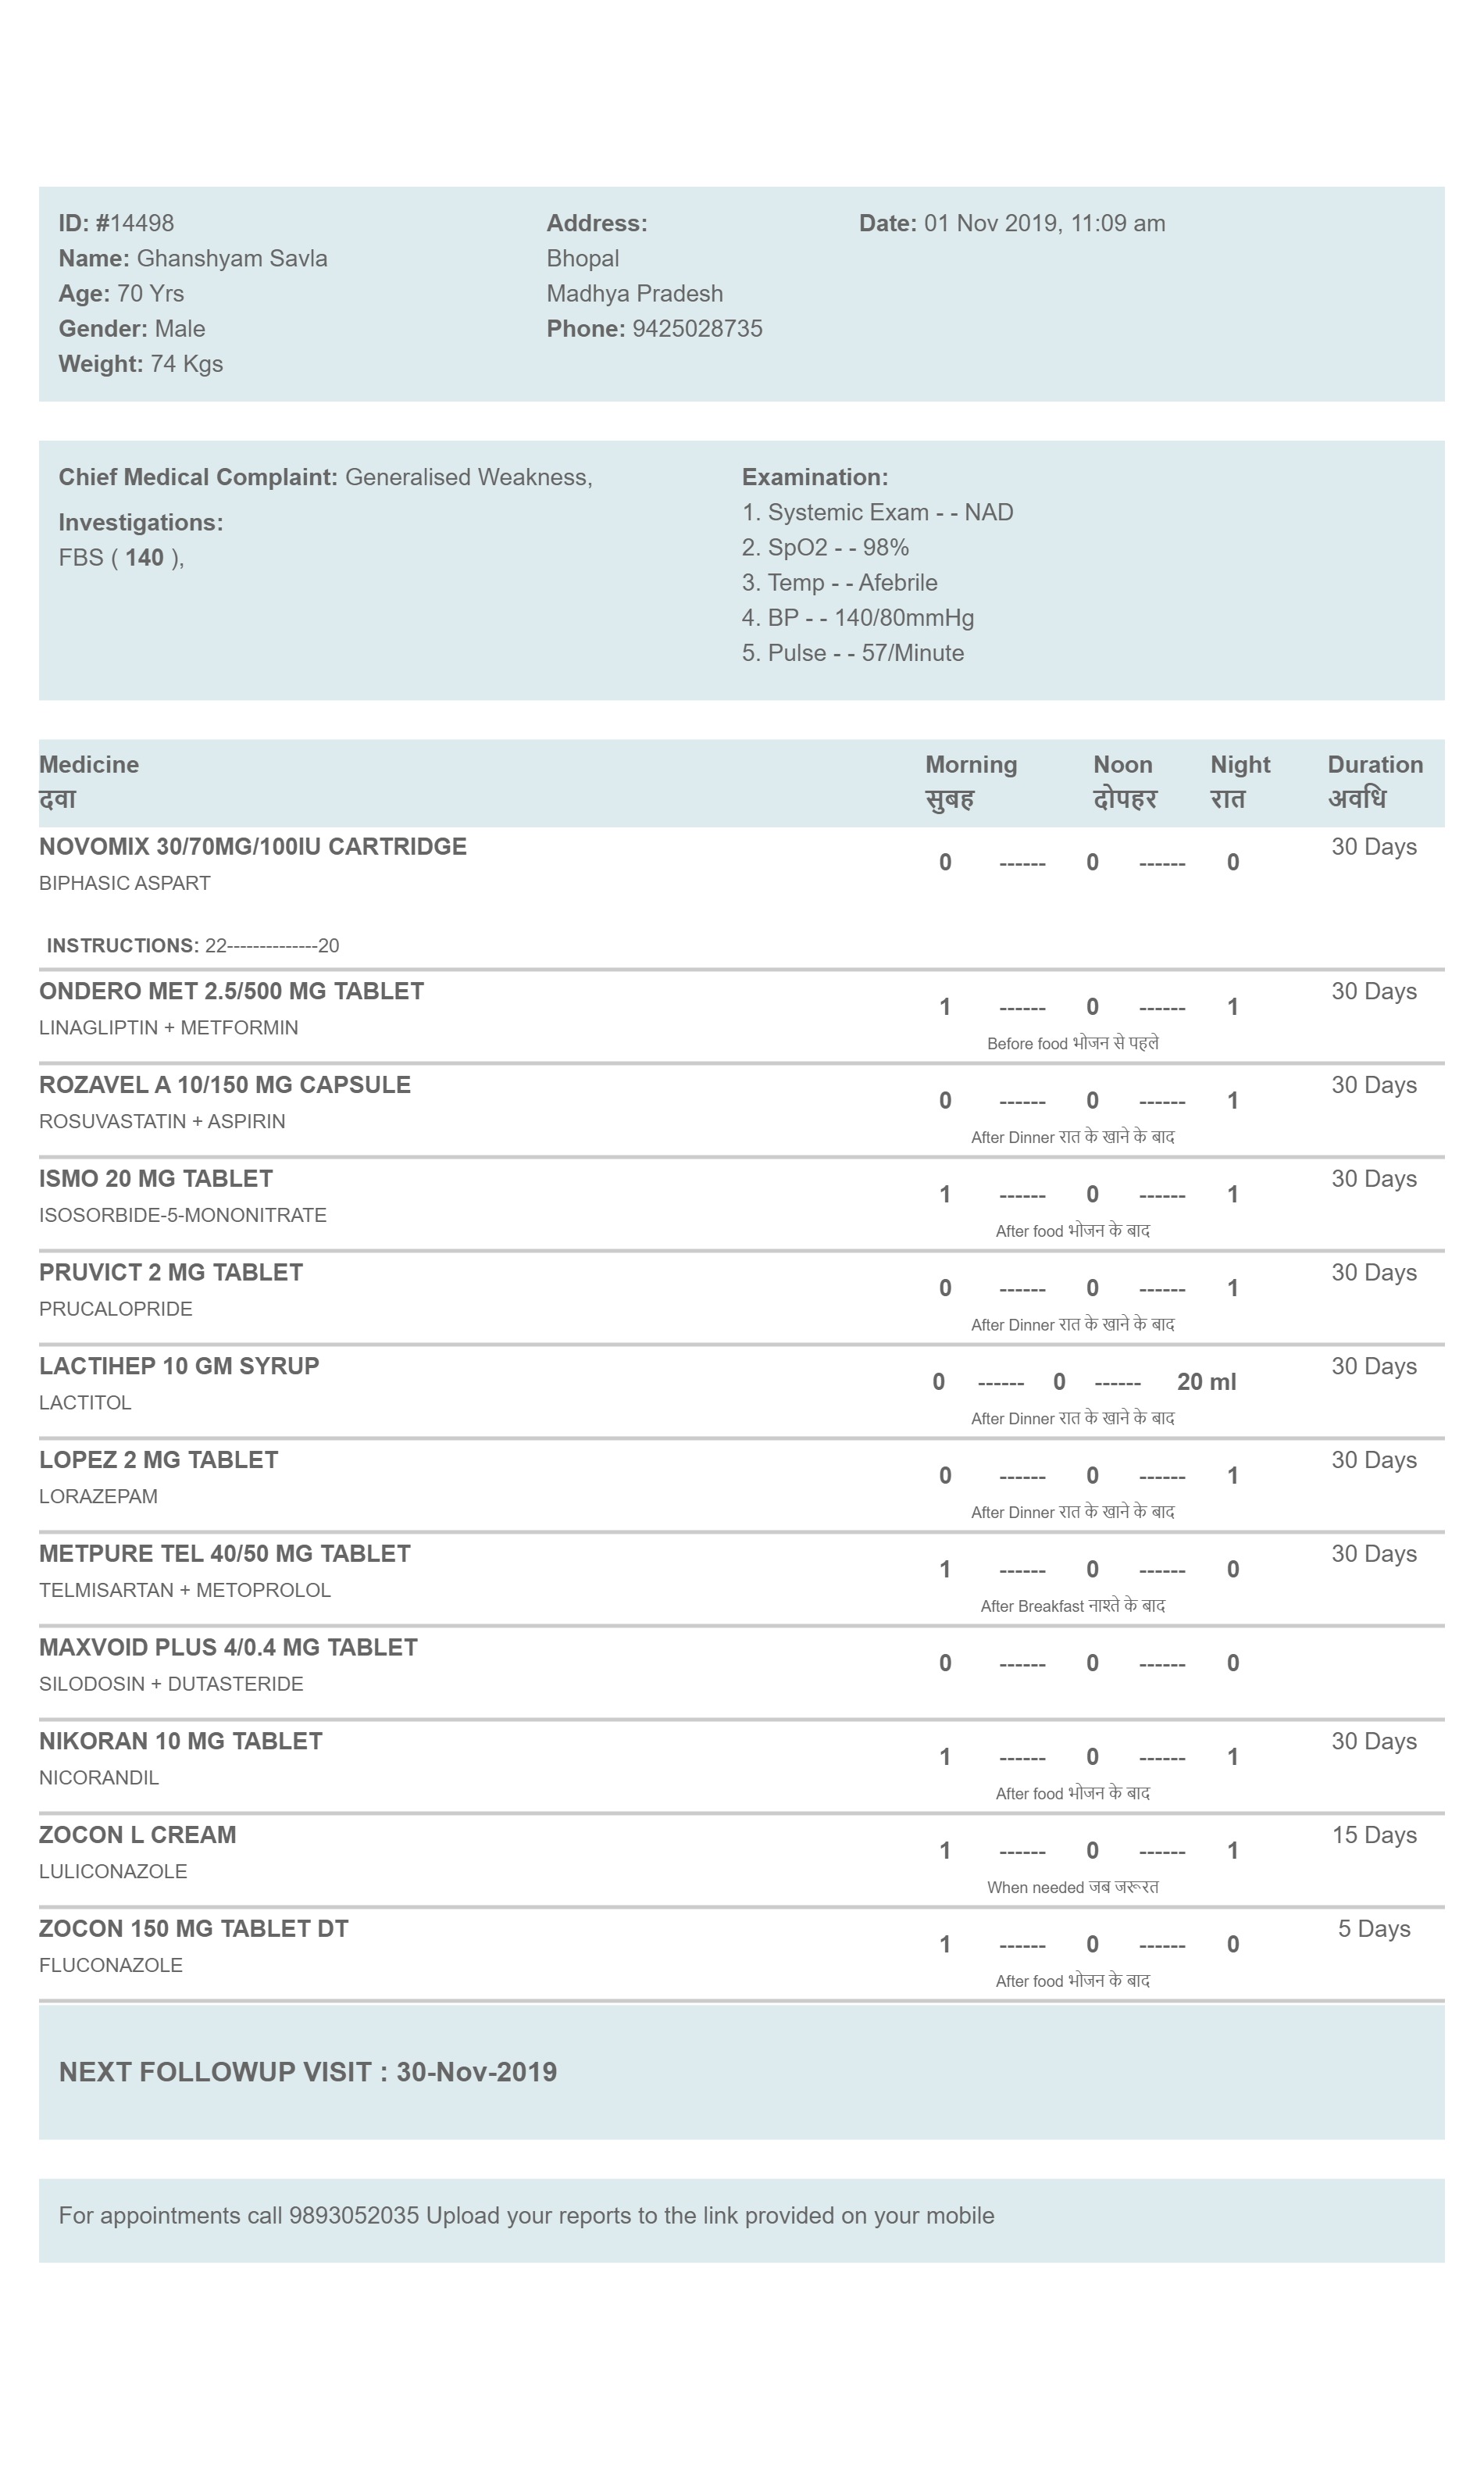 ID: #14498
Name: Ghanshyam Savla
Age: 70 Yrs
Gender: Male
Weight: 74 Kgs
Address:
Bhopal
Madhya Pradesh
Phone: 9425028735
Date: 01 Nov 2019, 11:09 am
Chief Medical Complaint: Generalised Weakness,
Investigations:
FBS ( 140 ),
Examination:
1. Systemic Exam - - NAD
2. SpO2 - - 98%
3. Temp - - Afebrile
4. BP - - 140/80mmHg
5. Pulse - - 57/Minute
Medicine Morning Noon Night Duration
दवा सुबह दोपहर रात अवधि
NOVOMIX 30/70MG/100IU CARTRIDGE 0 ------ 0 ------ 0 30 Days
BIPHASIC ASPART
INSTRUCTIONS: 22--------------20
ONDERO MET 2.5/500 MG TABLET 1 ------ 0 ------ 1 30 Days
LINAGLIPTIN + METFORMIN
Before food भोजन से पहले
ROZAVEL A 10/150 MG CAPSULE 0 ------ 0 ------ 1 30 Days
ROSUVASTATIN + ASPIRIN
After Dinner रात के खाने के बाद
ISMO 20 MG TABLET 1 ------ 0 ------ 1 30 Days
ISOSORBIDE-5-MONONITRATE
After food भोजन के बाद
PRUVICT 2 MG TABLET 0 ------ 0 ------ 1 30 Days
PRUCALOPRIDE
After Dinner रात के खाने के बाद
LACTIHEP 10 GM SYRUP 0 ------ 0 ------ 20 ml 30 Days
LACTITOL
After Dinner रात के खाने के बाद
LOPEZ 2 MG TABLET 0 ------ 0 ------ 1 30 Days
LORAZEPAM
After Dinner रात के खाने के बाद
METPURE TEL 40/50 MG TABLET 1 ------ 0 ------ 0 30 Days
TELMISARTAN + METOPROLOL
After Breakfast नाश्ते के बाद
MAXVOID PLUS 4/0.4 MG TABLET 0 ------ 0 ------ 0
SILODOSIN + DUTASTERIDE
NIKORAN 10 MG TABLET 1 ------ 0 ------ 1 30 Days
NICORANDIL
After food भोजन के बाद
ZOCON L CREAM 1 ------ 0 ------ 1 15 Days
LULICONAZOLE
When needed जब जरूरत
ZOCON 150 MG TABLET DT 1 ------ 0 ------ 0 5 Days
FLUCONAZOLE
After food भोजन के बाद
NEXT FOLLOWUP VISIT : 30-Nov-2019
For appointments call 9893052035 Upload your reports to the link provided on your mobile